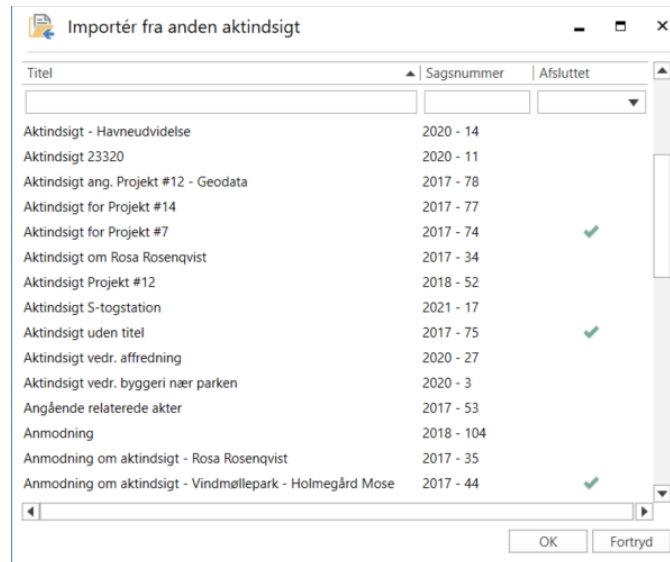 Importér fra anden aktindsigt
Titel Sagsnummer Afsluttet
Aktindsigt - Havneudvidelse 2020 - 14
Aktindsigt 23320 2020 - 11
Aktindsigt ang. Projekt #12 - Geodata 2017 - 78
Aktindsigt for Projekt #14 2017 - 77
Aktindsigt for Projekt #7 2017 - 74
Aktindsigt om Rosa Rosenqvist 2017 - 34
Aktindsigt Projekt #12 2018 - 52
Aktindsigt S-togstation 2021 - 17
Aktindsigt uden titel 2017 - 75
Aktindsigt vedr. affredning 2020 - 27
Aktindsigt vedr. byggeri nær parken 2020 - 3
Angående relaterede akter 2017 - 53
Anmodning 2018 - 104
Anmodning om aktindsigt - Rosa Rosenqvist 2017 - 35
Anmodning om aktindsigt - Vindmøllepark - Holmegård Mose 2017 - 44
OK Fortryd